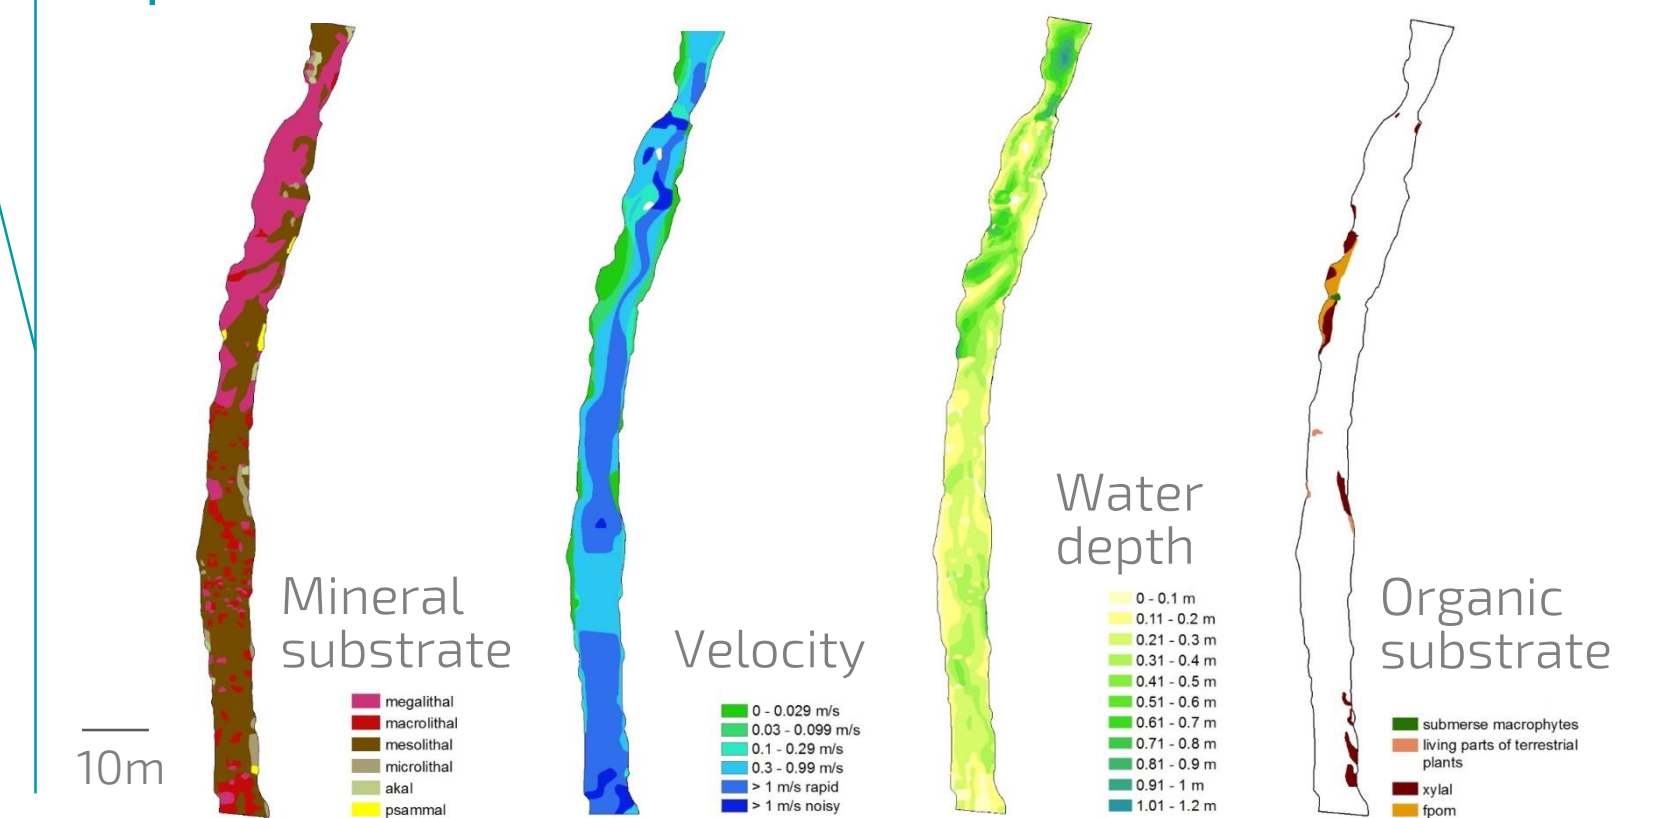 Mineral
substrate
megalithal
macrolithal
mesolithal
microlithal
akal
psammal
10m
Velocity
0 - 0.029 m/s
0.03 - 0.099 m/s
0.1 - 0.29 m/s
0.3 - 0.99 m/s
> 1 m/s rapid
> 1 m/s noisy
Water
depth
0 - 0.1 m
0.11 - 0.2 m
0.21 - 0.3 m
0.31 - 0.4 m
0.41 - 0.5 m
0.51 - 0.6 m
0.61 - 0.7 m
0.71 - 0.8 m
0.81 - 0.9 m
0.91 - 1 m
1.01 - 1.2 m
Organic
substrate
submerse macrophytes
living parts of terrestrial
plants
xylal
fpom